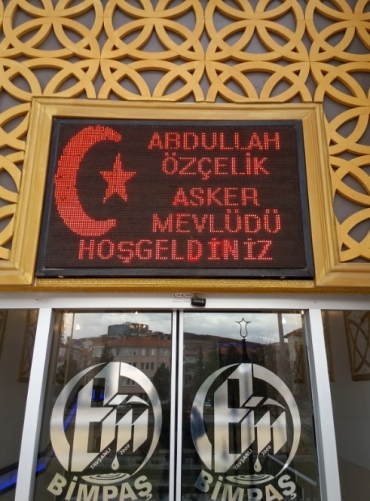 ABDULLAH
ÖZÇELİK
ASKER
MEVLÜDÜ
HOŞGELDİNİZ
BİMPAŞ
BİMPAŞ